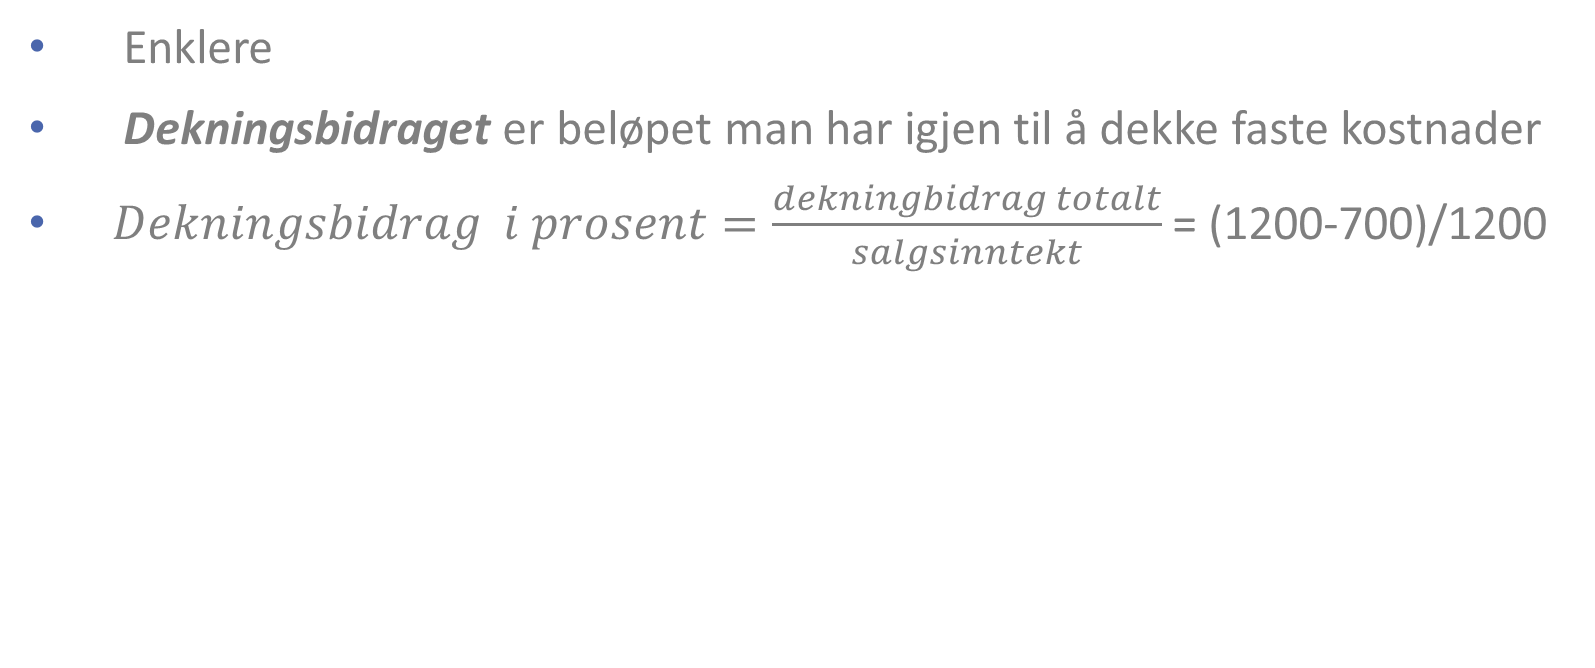 • Enklere
• Dekningsbidraget er beløpet man har igjen til å dekke faste kostnader
• Dekningsbidrag i prosent = dekningbidrag totalt / salgsinntekt = (1200-700)/1200